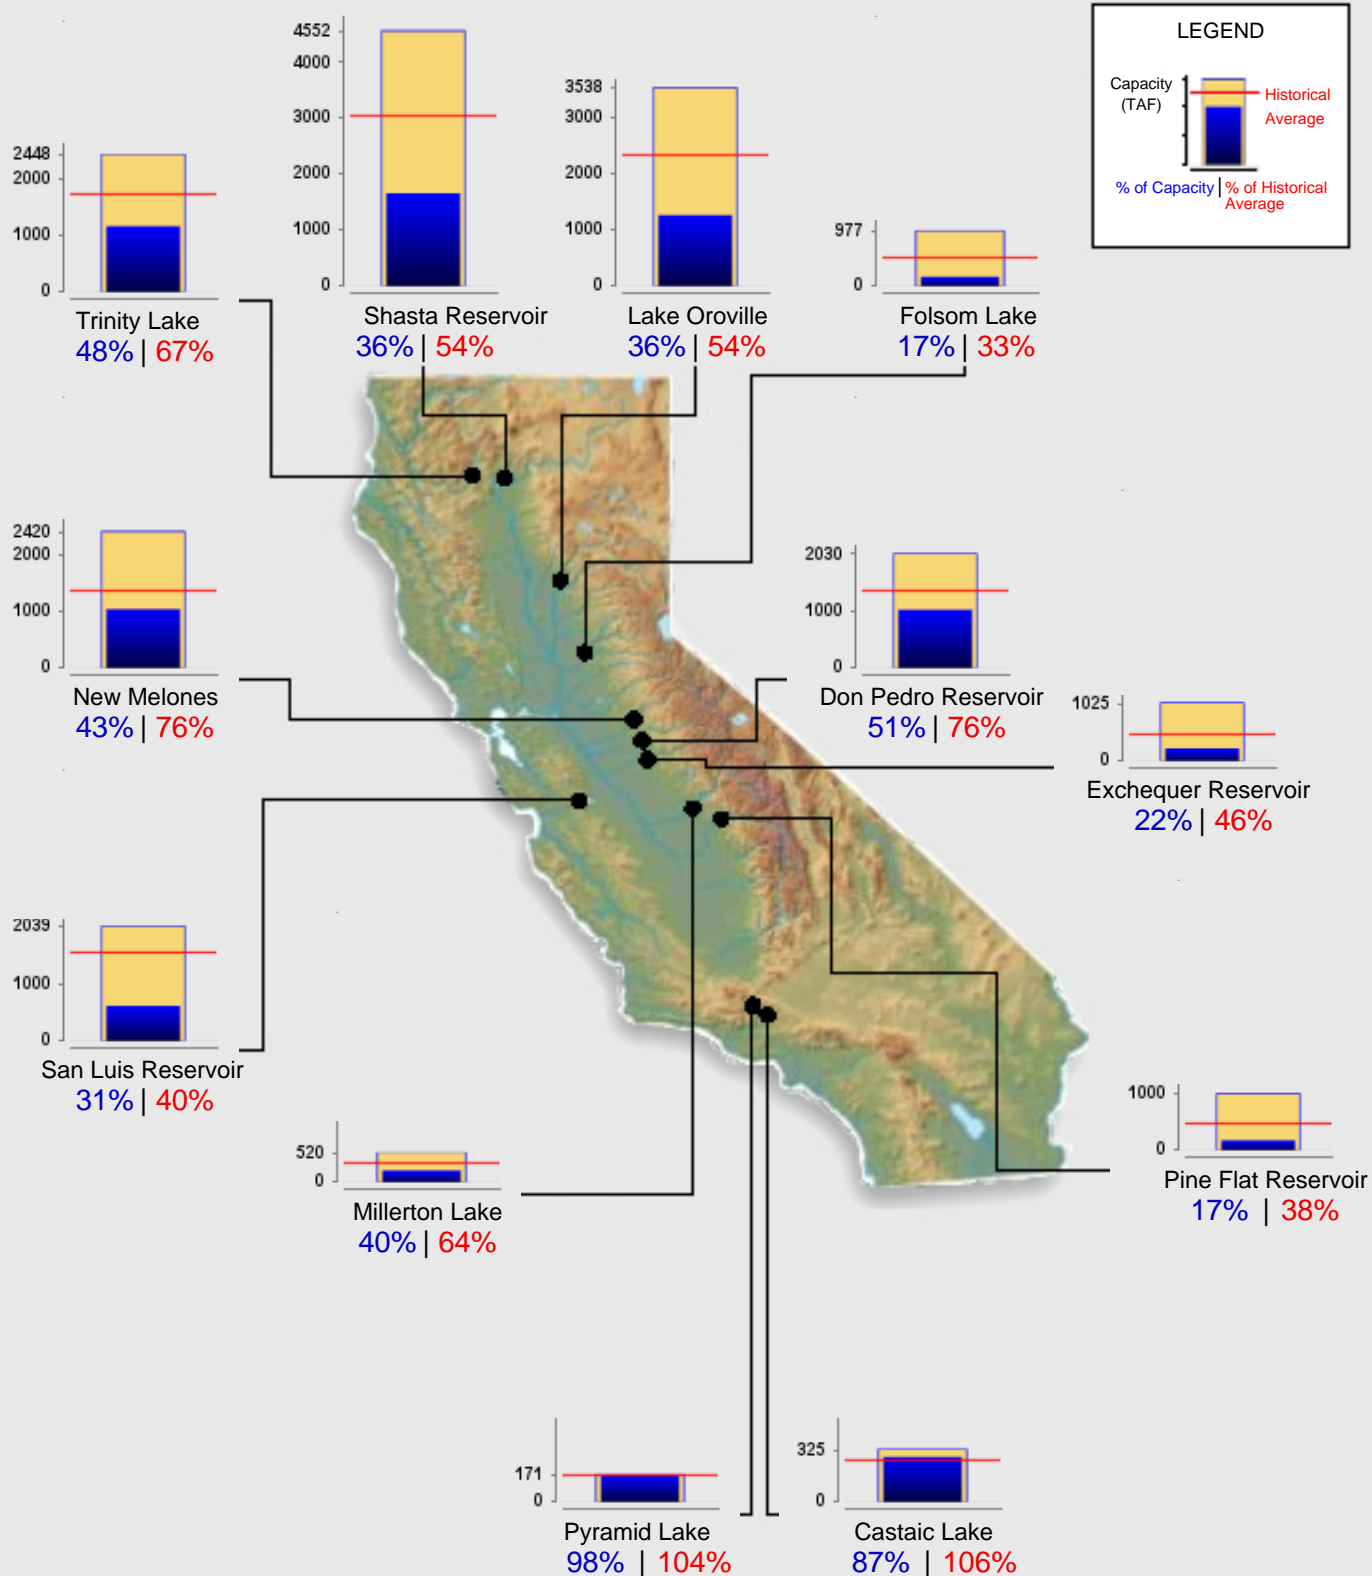 LEGEND
Capacity
(TAF)
Historical
Average
% of Capacity | % of Historical
Average
4552
4000
3000
2000
1000
0
Shasta Reservoir
36% | 54%
3538
3000
2000
1000
0
Lake Oroville
36% | 54%
2448
2000
1000
0
Trinity Lake
48% | 67%
977
0
Folsom Lake
17% | 33%
2420
2000
1000
0
New Melones
43% | 76%
2030
1000
0
Don Pedro Reservoir
51% | 76%
1025
0
Exchequer Reservoir
22% | 46%
2039
1000
0
San Luis Reservoir
31% | 40%
520
0
Millerton Lake
40% | 64%
1000
0
Pine Flat Reservoir
17% | 38%
171
0
Pyramid Lake
98% | 104%
325
0
Castaic Lake
87% | 106%